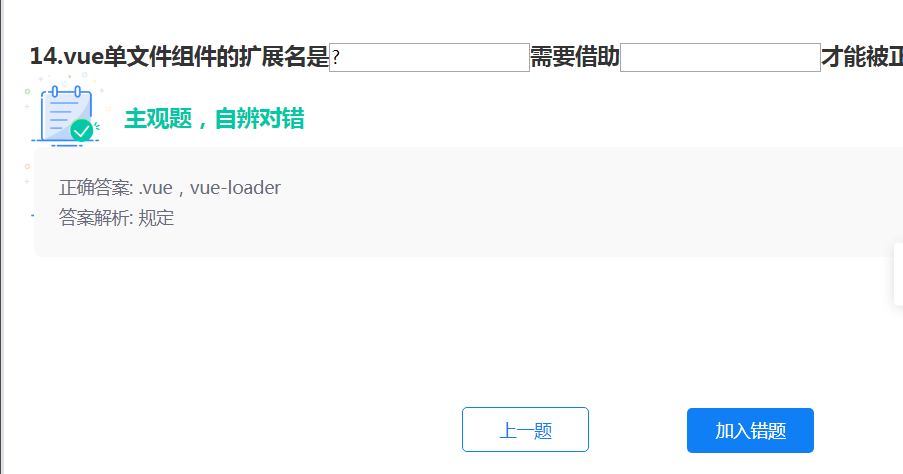 14.vue单文件组件的扩展名是?需要借助才能被正
主观题，自辨对错
正确答案: .vue，vue-loader
答案解析: 规定
上一题
加入错题